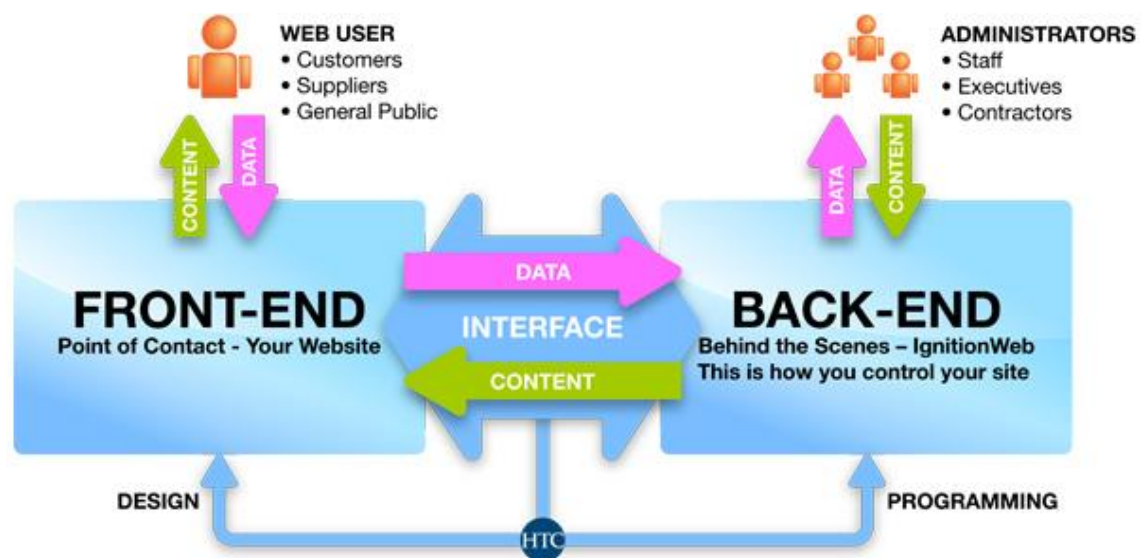 WEB USER
• Customers
• Suppliers
• General Public
ADMINISTRATORS
• Staff
• Executives
• Contractors
CONTENT
DATA
DATA
CONTENT
FRONT-END
Point of Contact - Your Website
DATA
INTERFACE
CONTENT
BACK-END
Behind the Scenes – IgnitionWeb
This is how you control your site
DESIGN
HTC
PROGRAMMING